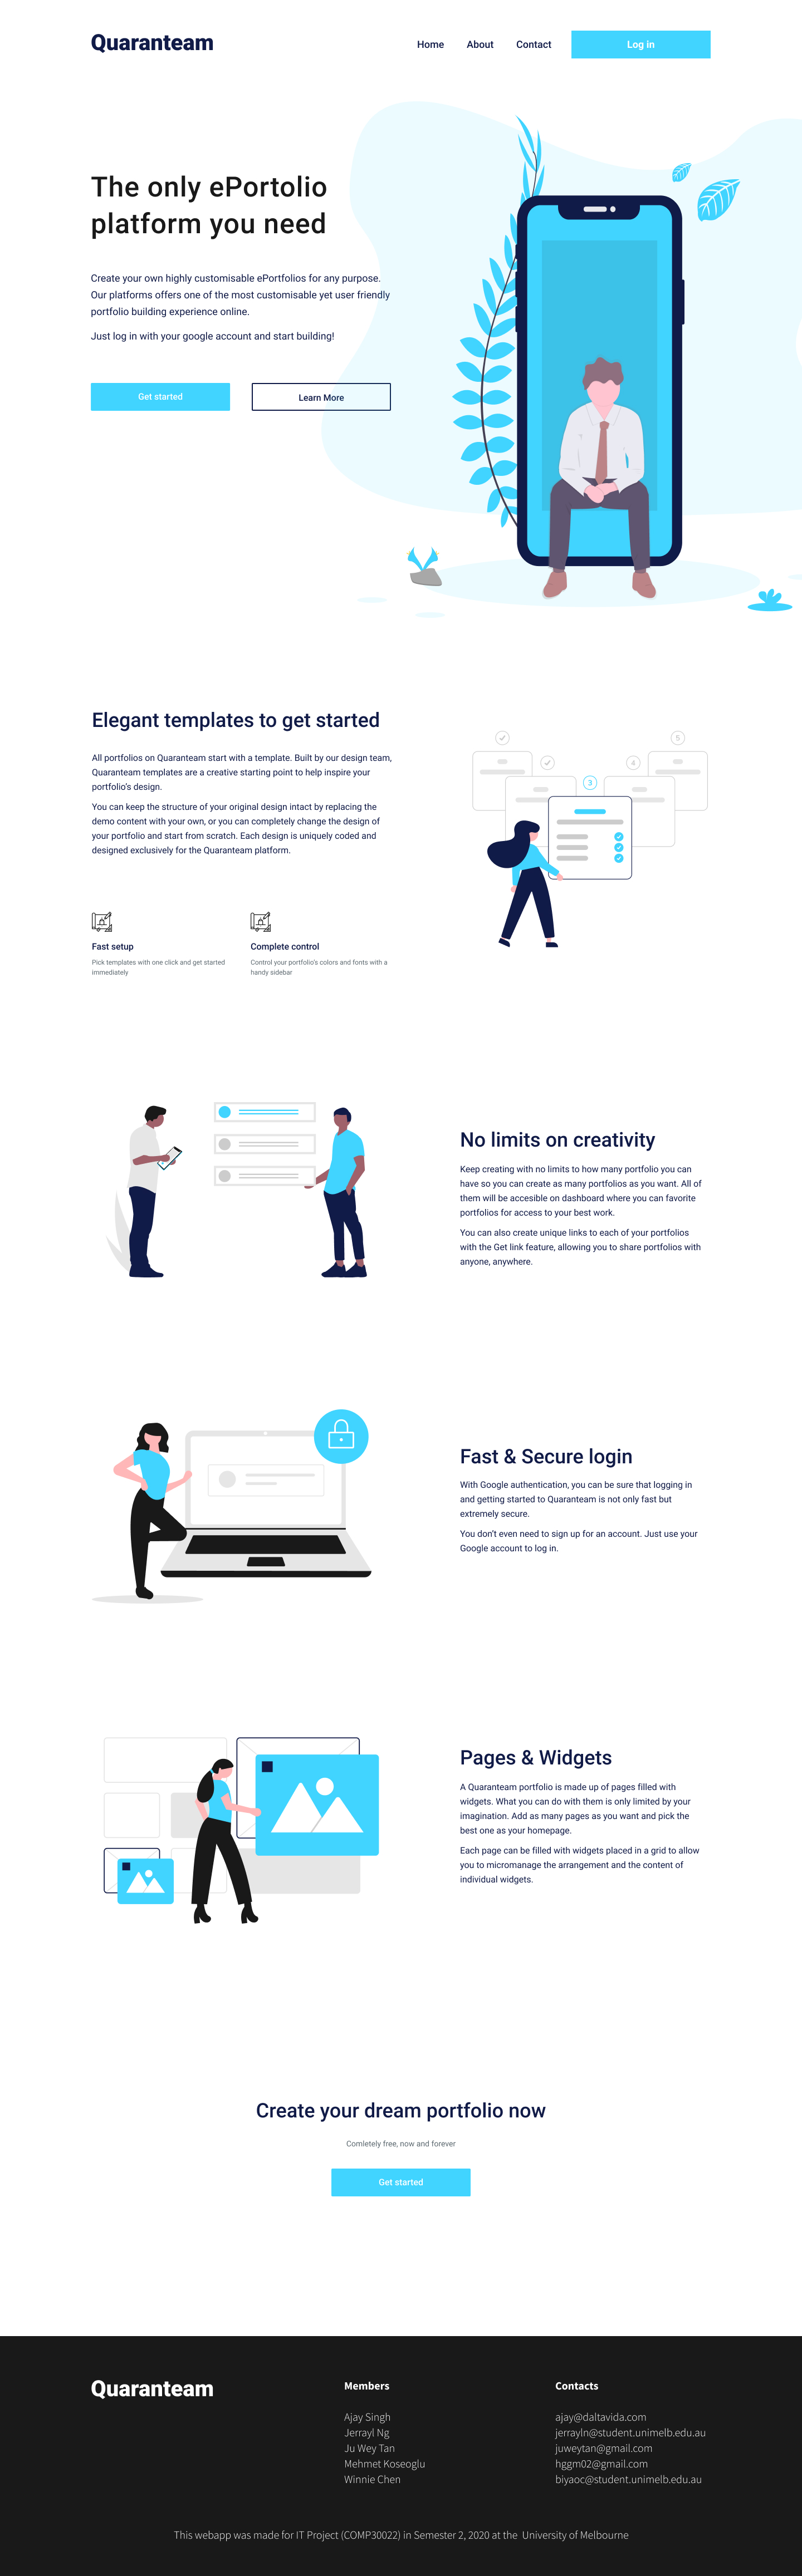 Quaranteam
Home About Contact Log in
The only ePortolio
platform you need
Create your own highly customisable ePortfolios for any purpose.
Our platforms offers one of the most customisable yet user friendly
portfolio building experience online.
Just log in with your google account and start building!
Get started Learn More
Elegant templates to get started
All portfolios on Quaranteam start with a template. Built by our design team,
Quaranteam templates are a creative starting point to help inspire your
portfolio's design.
You can keep the structure of your original design intact by replacing the
demo content with your own, or you can completely change the design of
your portfolio and start from scratch. Each design is uniquely coded and
designed exclusively for the Quaranteam platform.
5
4
3
Fast setup
Pick templates with one click and get started
immediately
Complete control
Control your portfolio's colors and fonts with a
handy sidebar
No limits on creativity
Keep creating with no limits to how many portfolio you can
have so you can create as many portfolios as you want. All of
them will be accesible on dashboard where you can favorite
portfolios for access to your best work.
You can also create unique links to each of your portfolios
with the Get link feature, allowing you to share portfolios with
anyone, anywhere.
Fast & Secure login
With Google authentication, you can be sure that logging in
and getting started to Quaranteam is not only fast but
extremely secure.
You don't even need to sign up for an account. Just use your
Google account to log in.
Pages & Widgets
A Quaranteam portfolio is made up of pages filled with
widgets. What you can do with them is only limited by your
imagination. Add as many pages as you want and pick the
best one as your homepage.
Each page can be filled with widgets placed in a grid to allow
you to micromanage the arrangement and the content of
individual widgets.
Create your dream portfolio now
Comletely free, now and forever
Get started
Quaranteam
Members
Ajay Singh
Jerrayl Ng
Ju Wey Tan
Mehmet Koseoglu
Winnie Chen
Contacts
ajay@daltavida.com
jerrayln@student.unimelb.edu.au
juweytan@gmail.com
hggm02@gmail.com
biyaoc@student.unimelb.edu.au
This webapp was made for IT Project (COMP30022) in Semester 2, 2020 at the University of Melbourne